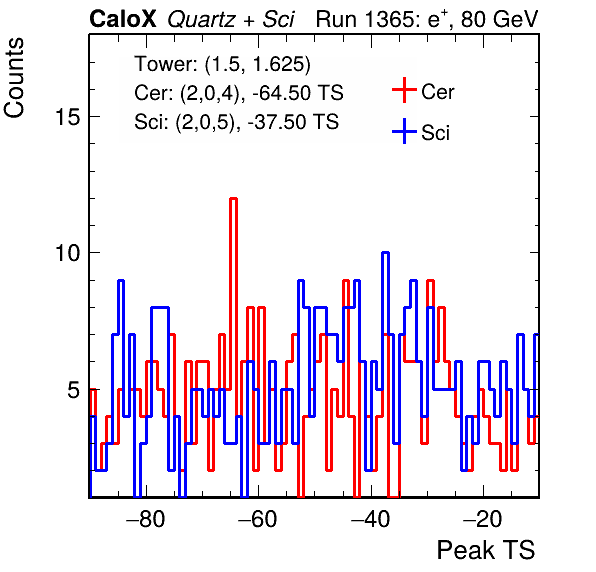 CaloX Quartz + Sci Run 1365: e+, 80 GeV
Tower: (1.5, 1.625)
Cer: (2,0,4), -64.50 TS
Sci: (2,0,5), -37.50 TS
Cer
Sci
Counts
15
10
5
−80 −60 −40 −20
Peak TS